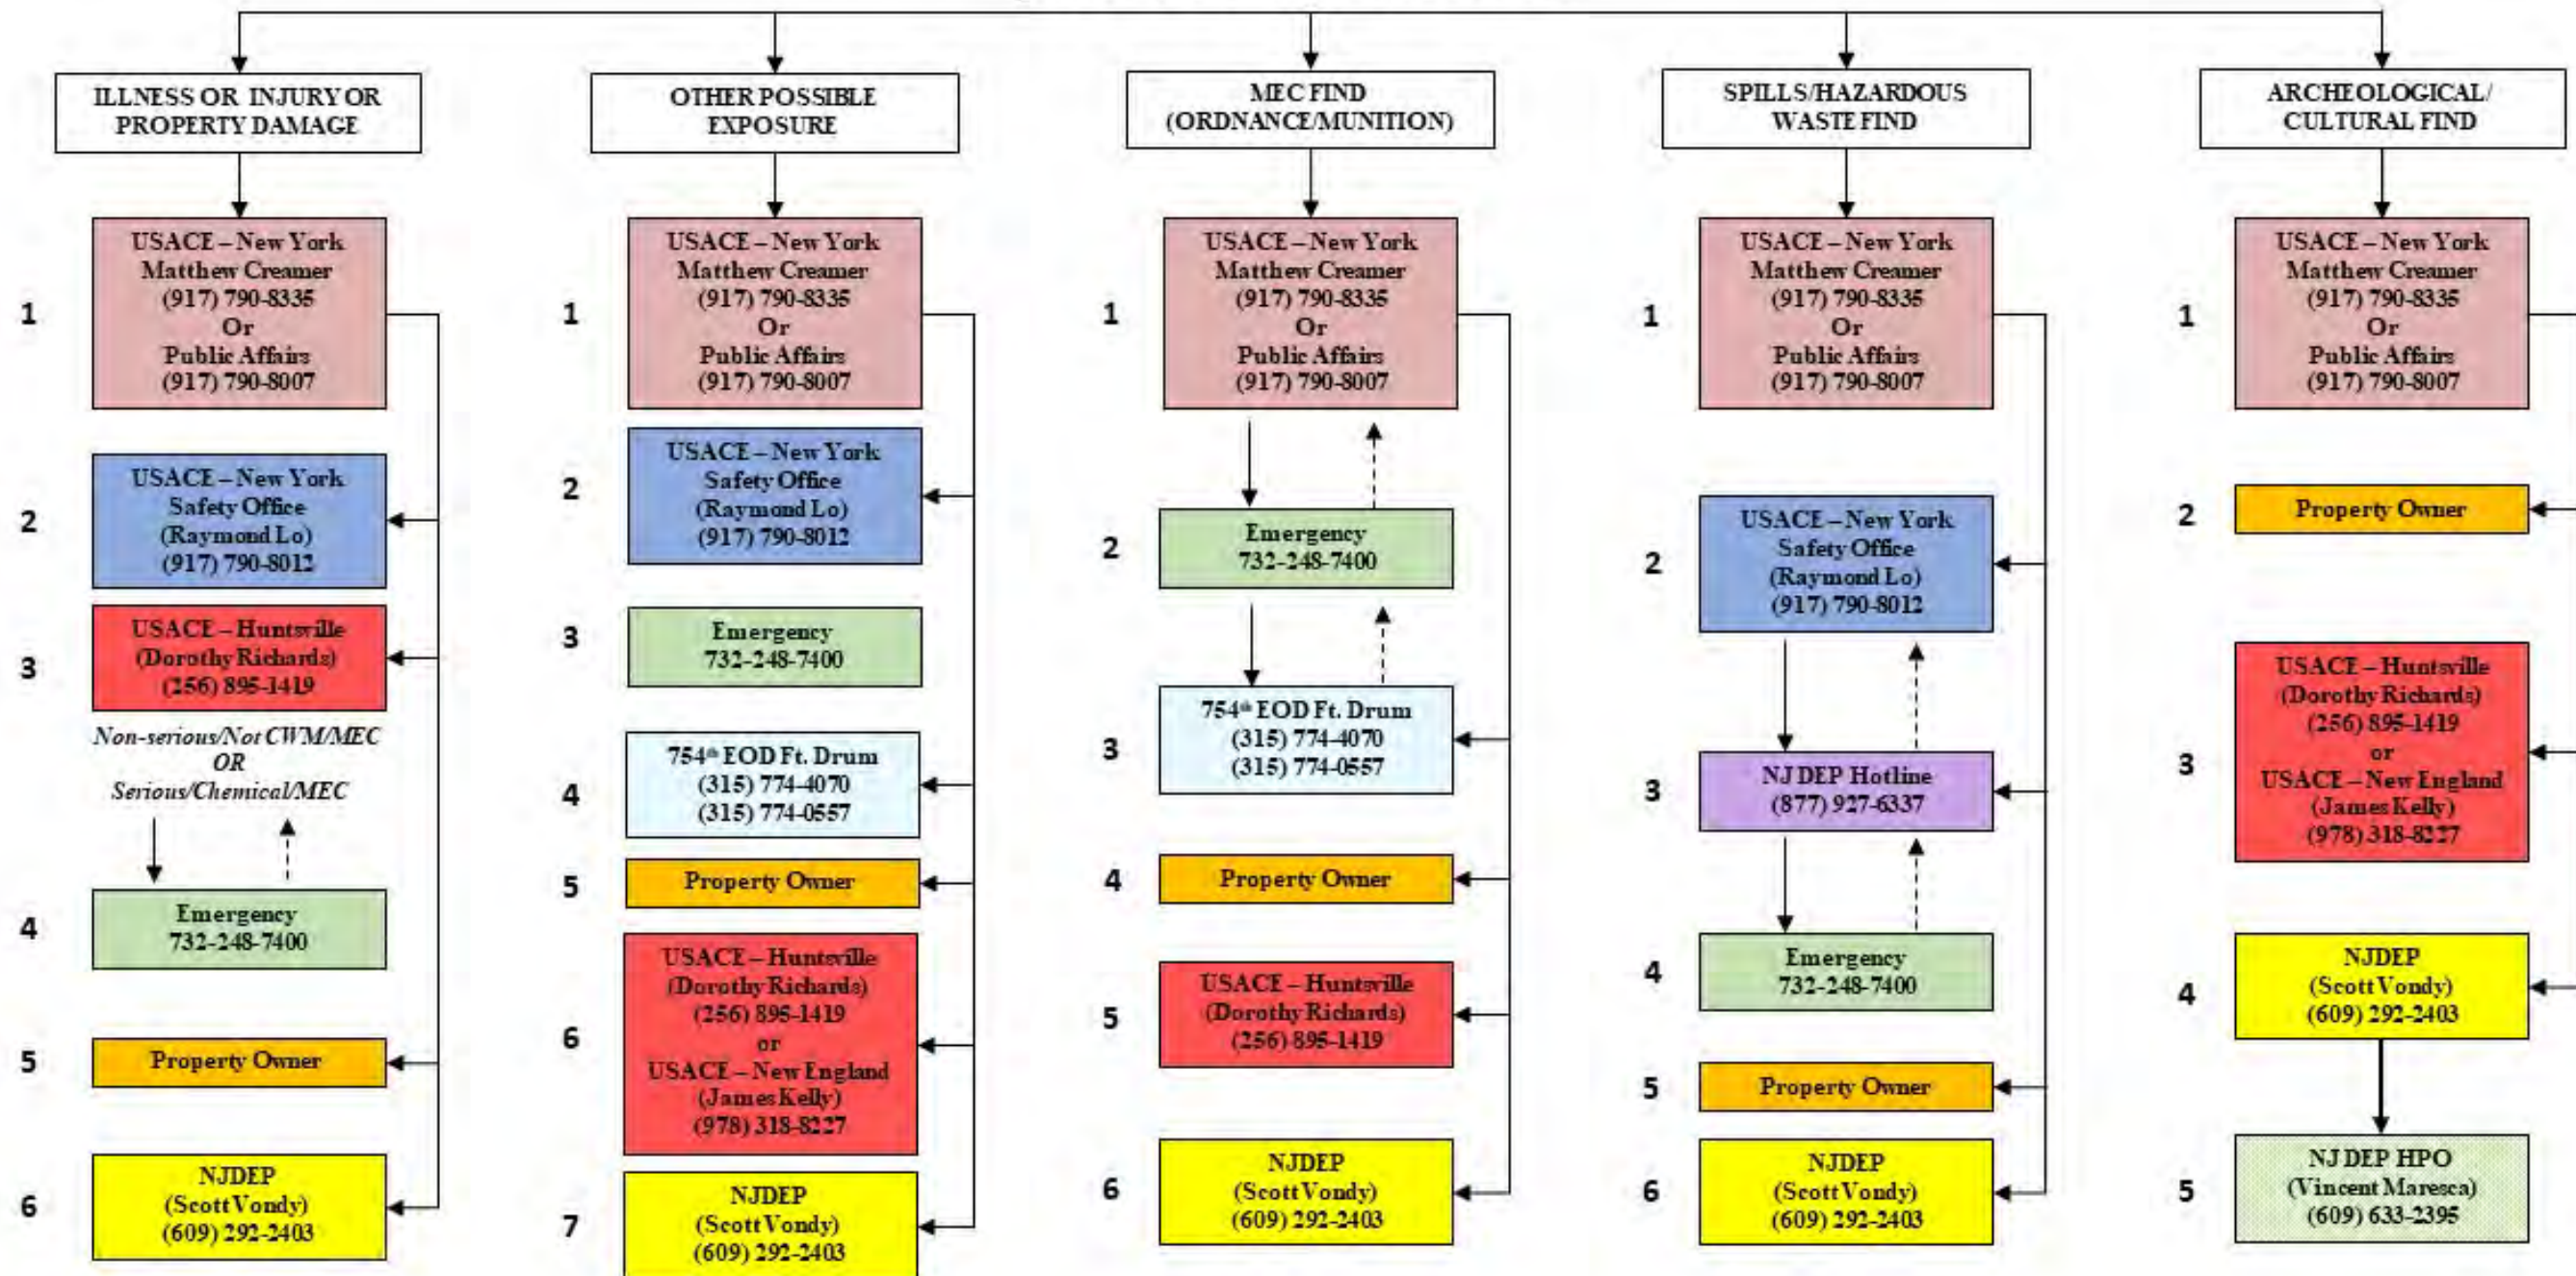 ILLNESS OR INJURY OR
PROPERTY DAMAGE
1
USACE – New York
Matthew Creamer
(917) 790-8335
Or
Public Affairs
(917) 790-8007
2
USACE – New York
Safety Office
(Raymond Lo)
(917) 790-8012
3
USACE – Huntsville
(Dorothy Richards)
(256) 895-1419
Non-serious/Not CWM/MEC
OR
Serious/Chemical/MEC
4
Emergency
732-248-7400
5
Property Owner
6
NJDEP
(Scott Vondy)
(609) 292-2403
OTHER POSSIBLE
EXPOSURE
1
USACE – New York
Matthew Creamer
(917) 790-8335
Or
Public Affairs
(917) 790-8007
2
USACE – New York
Safety Office
(Raymond Lo)
(917) 790-8012
3
Emergency
732-248-7400
4
754th EOD Ft. Drum
(315) 774-4070
(315) 774-0557
5
Property Owner
6
USACE – Huntsville
(Dorothy Richards)
(256) 895-1419
or
USACE – New England
(James Kelly)
(978) 318-8227
7
NJDEP
(Scott Vondy)
(609) 292-2403
MEC FIND
(ORDNANCE/MUNITION)
1
USACE – New York
Matthew Creamer
(917) 790-8335
Or
Public Affairs
(917) 790-8007
2
Emergency
732-248-7400
3
754th EOD Ft. Drum
(315) 774-4070
(315) 774-0557
4
Property Owner
5
USACE – Huntsville
(Dorothy Richards)
(256) 895-1419
6
NJDEP
(Scott Vondy)
(609) 292-2403
SPILLS/HAZARDOUS
WASTE FIND
1
USACE – New York
Matthew Creamer
(917) 790-8335
Or
Public Affairs
(917) 790-8007
2
USACE – New York
Safety Office
(Raymond Lo)
(917) 790-8012
3
NJ DEP Hotline
(877) 927-6337
4
Emergency
732-248-7400
5
Property Owner
6
NJDEP
(Scott Vondy)
(609) 292-2403
ARCHEOLOGICAL/
CULTURAL FIND
1
USACE – New York
Matthew Creamer
(917) 790-8335
Or
Public Affairs
(917) 790-8007
2
Property Owner
3
USACE – Huntsville
(Dorothy Richards)
(256) 895-1419
or
USACE – New England
(James Kelly)
(978) 318-8227
4
NJDEP
(Scott Vondy)
(609) 292-2403
5
NJ DEP HPO
(Vincent Maresca)
(609) 633-2395